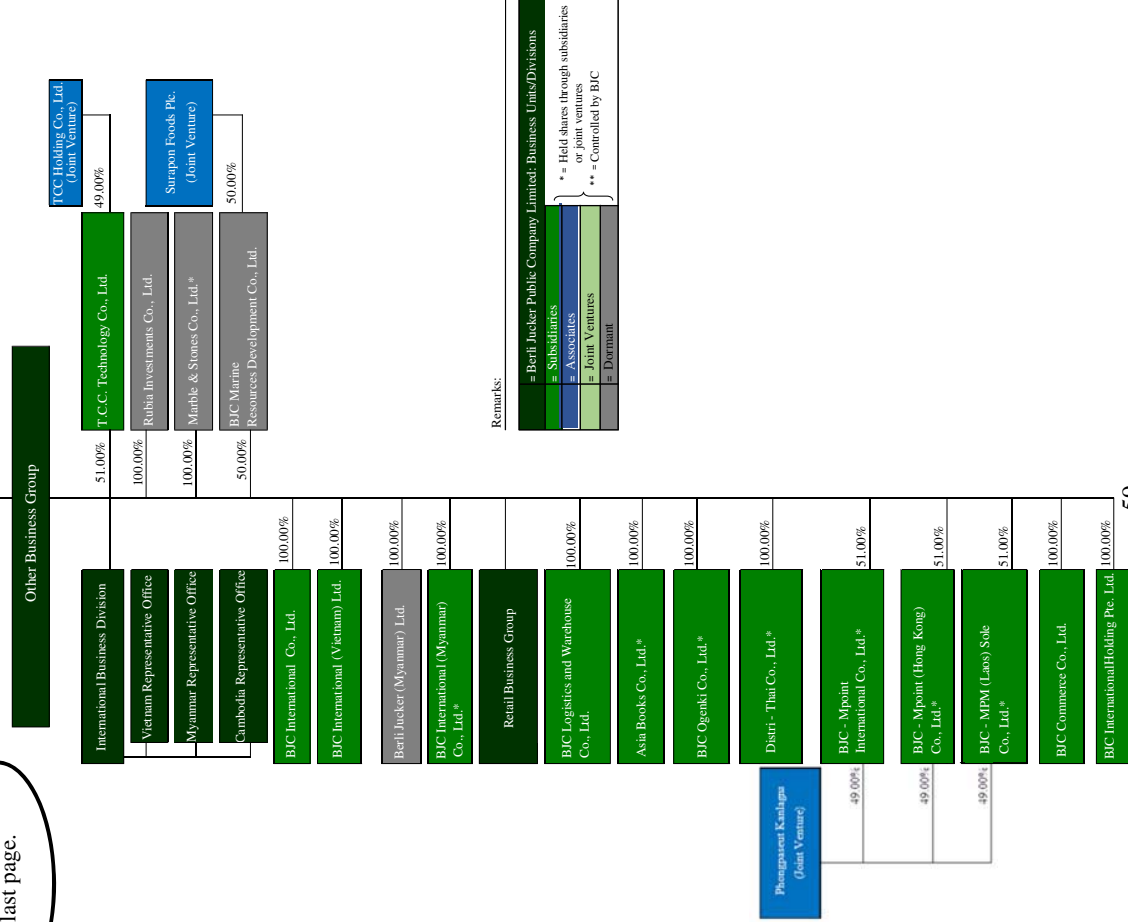 last page.
Other Business Group
TCC Holding Co., Ltd.
(Joint Venture)
49.00%
T.C.C. Technology Co., Ltd.
51.00%
Rubia Investments Co., Ltd.
100.00%
Marble & Stones Co., Ltd.*
100.00%
Surapon Foods Plc.
(Joint Venture)
50.00%
BJC Marine
Resources Development Co., Ltd.
50.00%
International Business Division
Vietnam Representative Office
Myanmar Representative Office
Cambodia Representative Office
BJC International Co., Ltd.
100.00%
BJC International (Vietnam) Ltd.
100.00%
Berli Jucker (Myanmar) Ltd.
100.00%
BJC International (Myanmar)
Co., Ltd.*
100.00%
Retail Business Group
BJC Logistics and Warehouse
Co., Ltd.
100.00%
Asia Books Co., Ltd.*
100.00%
BJC Ogenki Co., Ltd.*
100.00%
Distri - Thai Co., Ltd.*
100.00%
Phongpaseut Kanlagna
(Joint Venture)
49.00%
BJC - Mpoint
International Co., Ltd.*
51.00%
49.00%
BJC - Mpoint (Hong Kong)
Co., Ltd.*
51.00%
49.00%
BJC - MPM (Laos) Sole
Co., Ltd.*
51.00%
BJC Commerce Co., Ltd.
100.00%
BJC InternationalHolding Pte. Ltd.
100.00%
Remarks:
= Berli Jucker Public Company Limited: Business Units/Divisions
= Subsidiaries
= Associates
= Joint Ventures
= Dormant
* = Held shares through subsidiaries
or joint ventures
** = Controlled by BJC